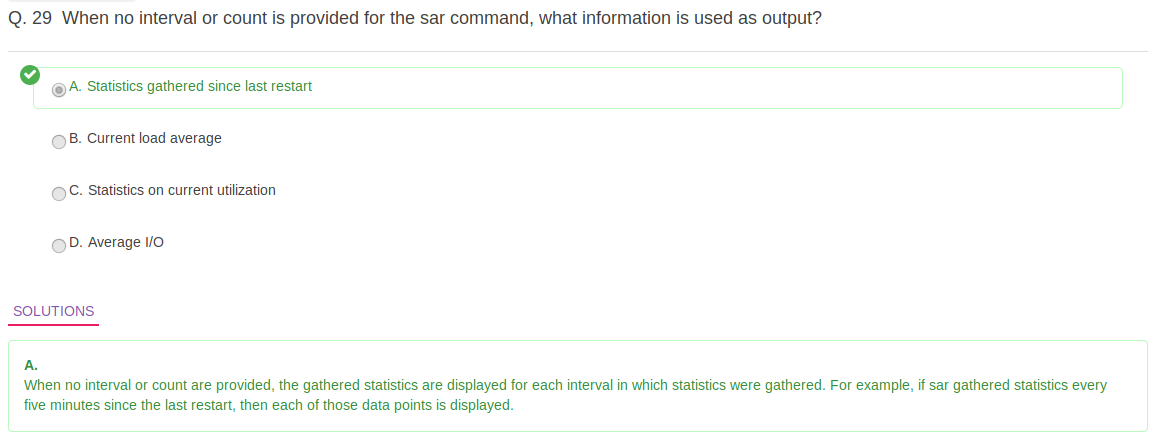 Q. 29 When no interval or count is provided for the sar command, what information is used as output?
A. Statistics gathered since last restart
B. Current load average
C. Statistics on current utilization
D. Average I/O
SOLUTIONS
A.
When no interval or count are provided, the gathered statistics are displayed for each interval in which statistics were gathered. For example, if sar gathered statistics every
five minutes since the last restart, then each of those data points is displayed.